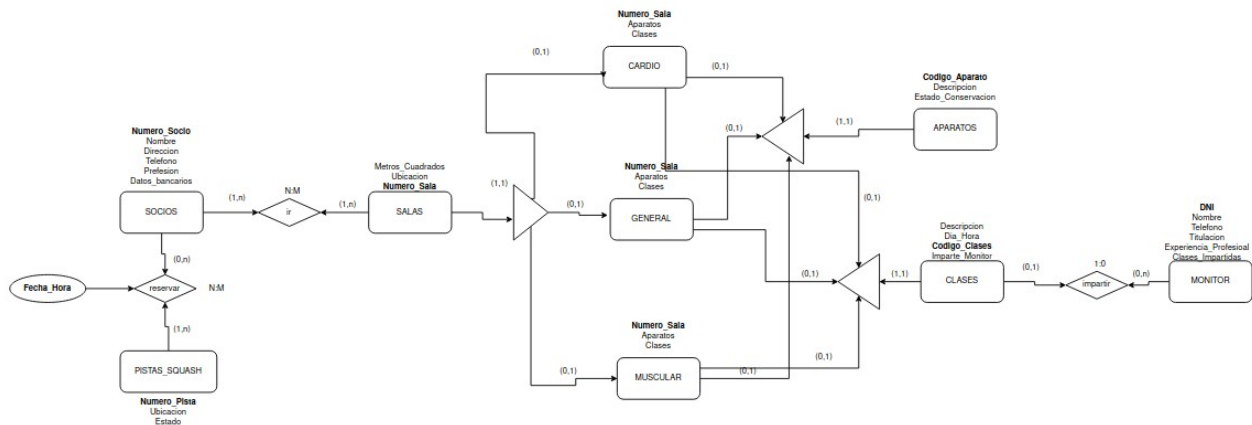 Numero_Sala
Aparatos
Clases
CARDIO
(0,1)
(0,1)
Codigo_Aparato
Descripcion
Estado_Conservacion
APARATOS
(1,1)
(0,1)
Numero_Socio
Nombre
Direccion
Telefono
Prefesion
Datos_bancarios
SOCIOS
(1,n)
N:M
ir
(1,n)
Metros_Cuadrados
Ubicacion
Numero_Sala
SALAS
(1,1)
(0,1)
Numero_Sala
Aparatos
Clases
GENERAL
(0,1)
(0,1)
Descripcion
Dia_Hora
Codigo_Clases
Imparte_Monitor
CLASES
(1,1)
(0,1)
1:0
impartir
(0,n)
DNI
Nombre
Telefono
Titulacion
Experiencia_Profesioal
Clases_Impartidas
MONITOR
(0,n)
Fecha_Hora
reservar
N:M
(1,n)
PISTAS_SQUASH
Numero_Pista
Ubicacion
Estado
Numero_Sala
Aparatos
Clases
MUSCULAR
(0,1)
(0,1)
(0,1)